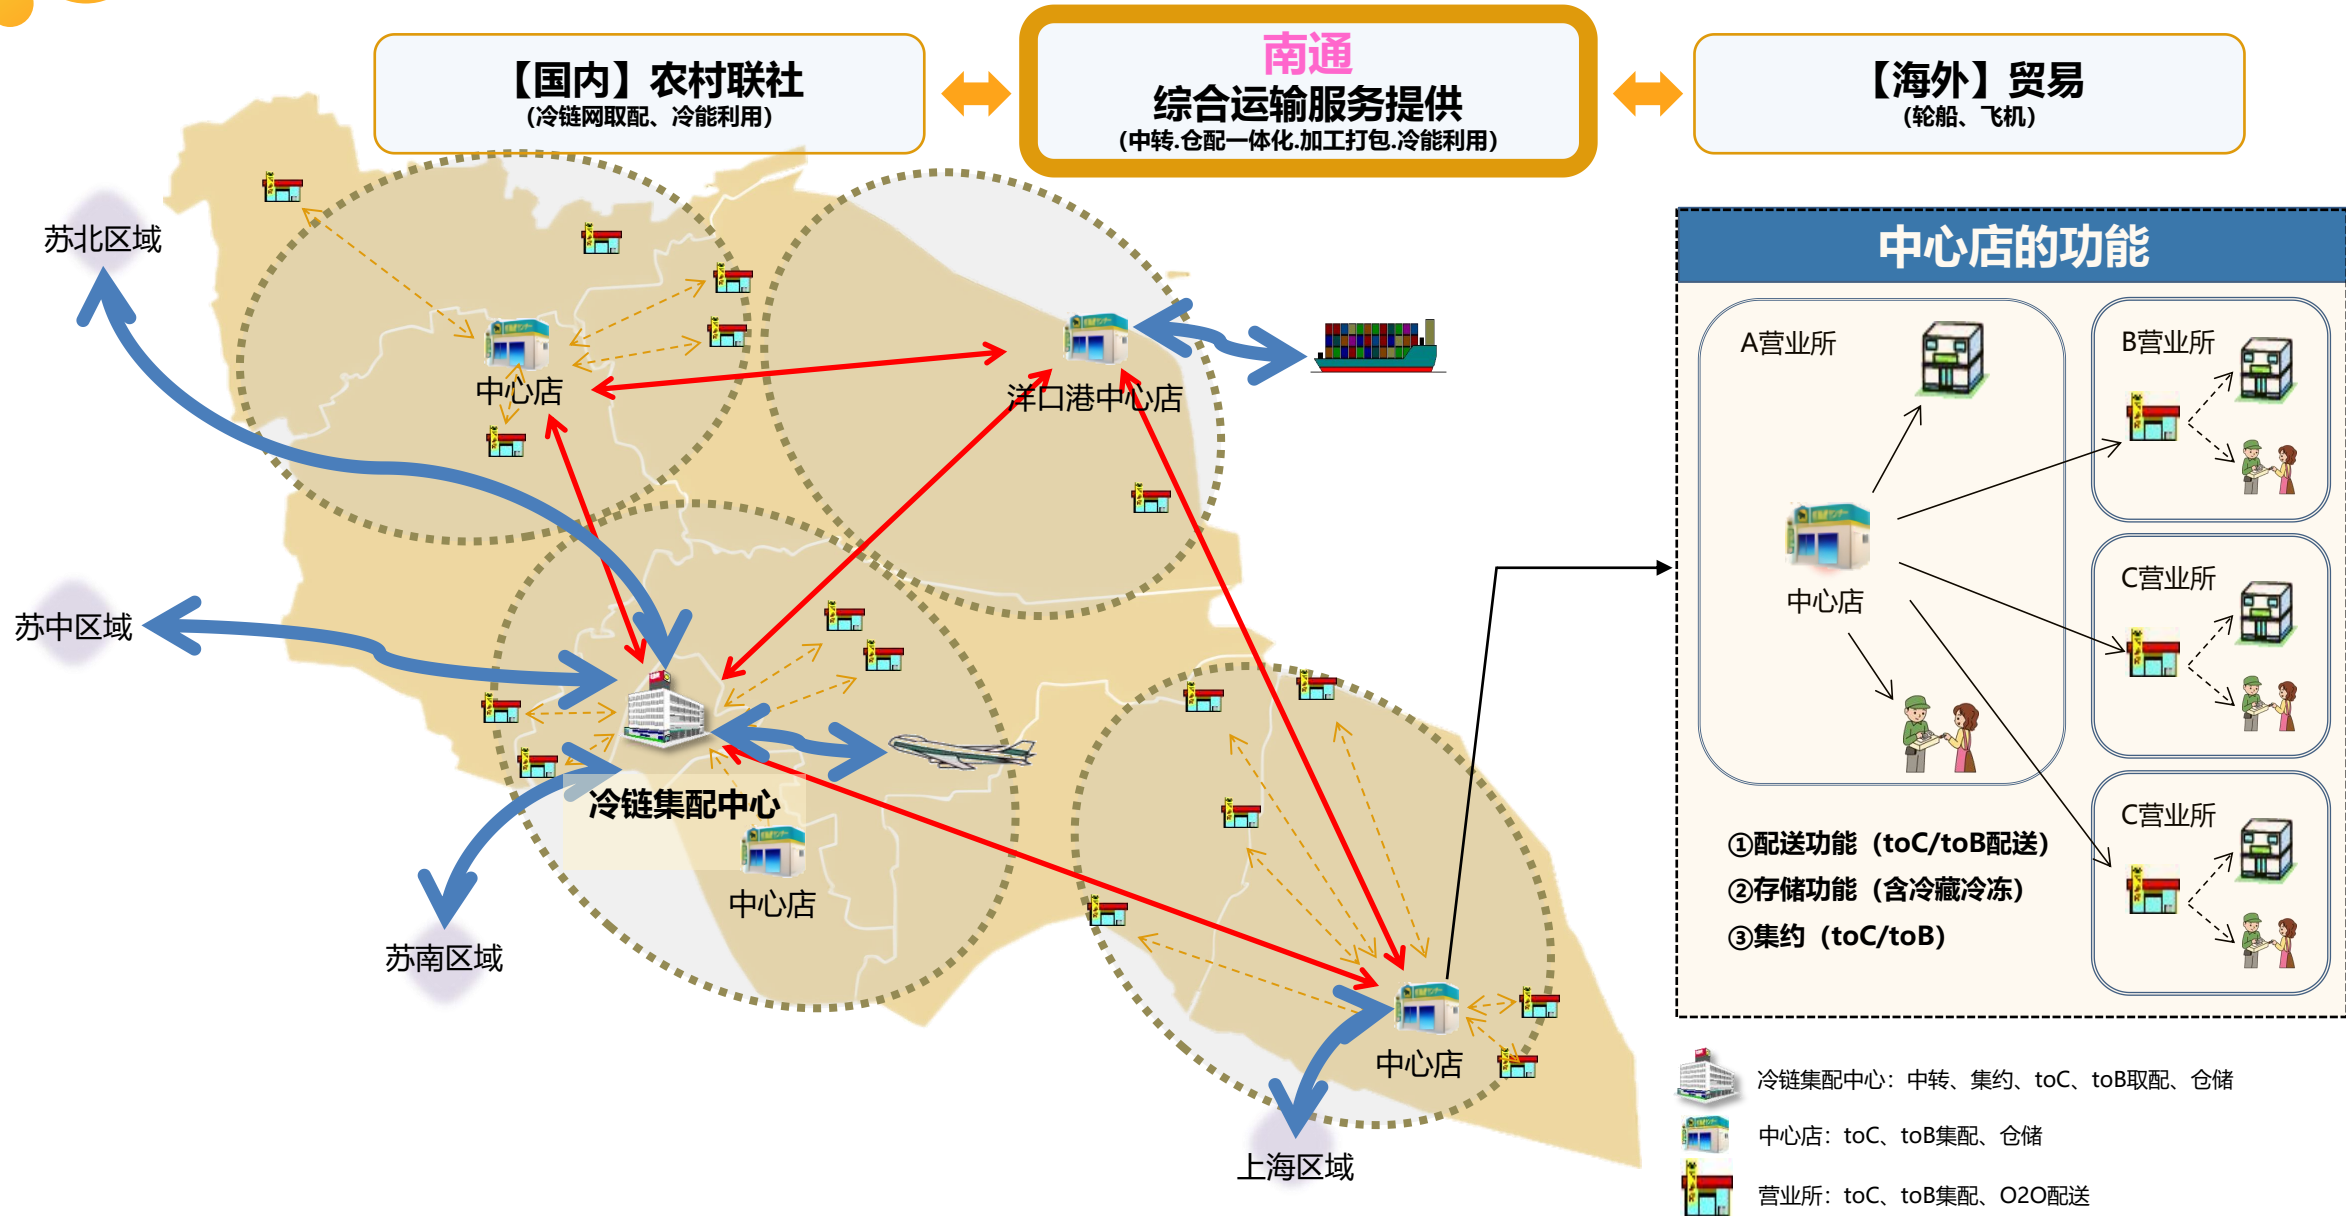 【国内】农村联社
(冷链网取配、冷能利用)
南通
综合运输服务提供
(中转.仓配一体化.加工打包.冷能利用)
【海外】贸易
(轮船、飞机)
苏北区域
中心店
洋口港中心店
苏中区域
冷链集配中心
中心店
苏南区域
中心店
上海区域
中心店的功能
A营业所
B营业所
中心店
C营业所
C营业所
①配送功能（toC/toB配送）
②存储功能（含冷藏冷冻）
③集约（toC/toB）
冷链集配中心：中转、集约、toC、toB取配、仓储
中心店：toC、toB集配、仓储
营业所：toC、toB集配、O2O配送